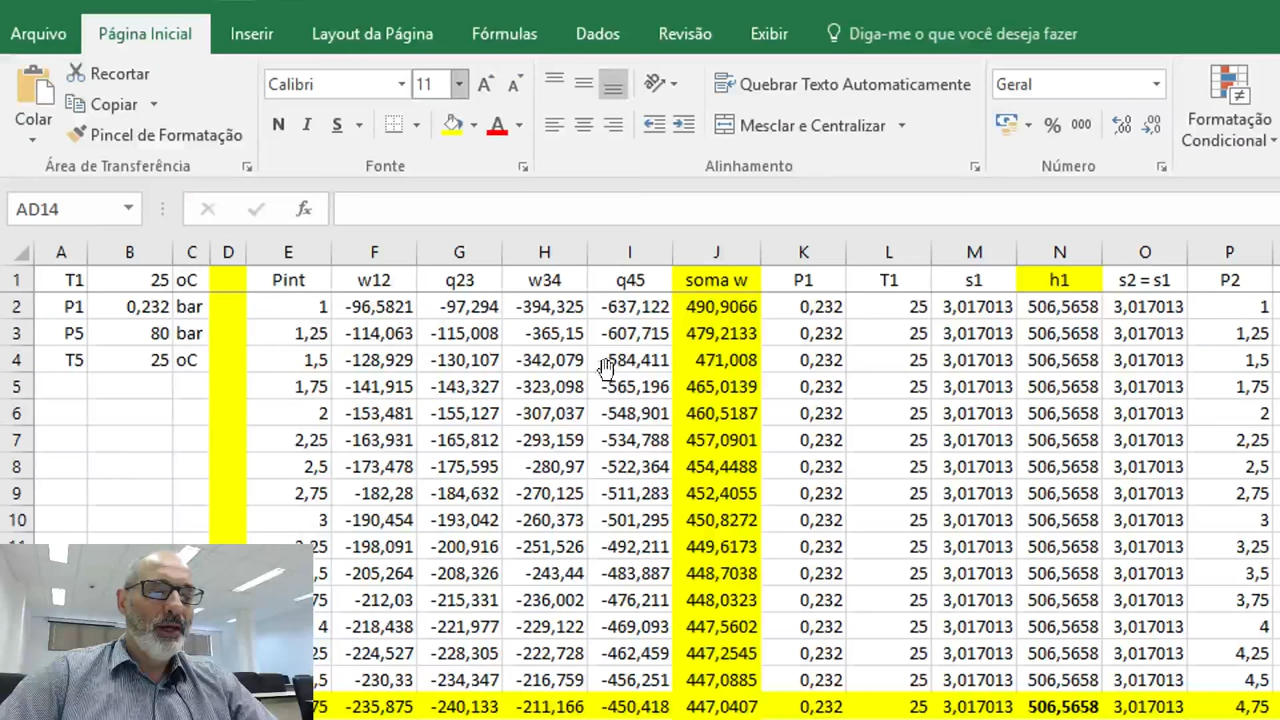 Arquivo Página Inicial Inserir Layout da Página Fórmulas Dados Revisão Exibir Diga-me o que você deseja fazer
Recortar
Copiar
Pincel de Formatação
Colar
Área de Transferência
Calibri 11
N I S
Fonte
Quebrar Texto Automaticamente
Mesclar e Centralizar
Alinhamento
Geral
% 000
Número
Formatação
Condicional
AD14 fx
A B C D E F G H I J K L M N O P
1 T1 25 oC Pint w12 q23 w34 q45 soma w P1 T1 s1 h1 s2 = s1 P2
2 P1 0,232 bar 1 -96,5821 -97,294 -394,325 -637,122 490,9066 0,232 25 3,017013 506,5658 3,017013 1
3 P5 80 bar 1,25 -114,063 -115,008 -365,15 -607,715 479,2133 0,232 25 3,017013 506,5658 3,017013 1,25
4 T5 25 oC 1,5 -128,929 -130,107 -342,079 -584,411 471,008 0,232 25 3,017013 506,5658 3,017013 1,5
5 1,75 -141,915 -143,327 -323,098 -565,196 465,0139 0,232 25 3,017013 506,5658 3,017013 1,75
6 2 -153,481 -155,127 -307,037 -548,901 460,5187 0,232 25 3,017013 506,5658 3,017013 2
7 2,25 -163,931 -165,812 -293,159 -534,788 457,0901 0,232 25 3,017013 506,5658 3,017013 2,25
8 2,5 -173,478 -175,595 -280,97 -522,364 454,4488 0,232 25 3,017013 506,5658 3,017013 2,5
9 2,75 -182,28 -184,632 -270,125 -511,283 452,4055 0,232 25 3,017013 506,5658 3,017013 2,75
10 3 -190,454 -193,042 -260,373 -501,295 450,8272 0,232 25 3,017013 506,5658 3,017013 3
-198,091 -200,916 -251,526 -492,211 449,6173 0,232 25 3,017013 506,5658 3,017013 3,25
,5 -205,264 -208,326 -243,44 -483,887 448,7038 0,232 25 3,017013 506,5658 3,017013 3,5
75 -212,03 -215,331 -236,002 -476,211 448,0323 0,232 25 3,017013 506,5658 3,017013 3,75
4 -218,438 -221,977 -229,122 -469,093 447,5602 0,232 25 3,017013 506,5658 3,017013 4
25 -224,527 -228,305 -222,728 -462,459 447,2545 0,232 25 3,017013 506,5658 3,017013 4,25
,5 -230,33 -234,347 -216,759 -456,251 447,0885 0,232 25 3,017013 506,5658 3,017013 4,5
75 -235,875 -240,133 -211,166 -450,418 447,0407 0,232 25 3,017013 506,5658 3,017013 4,75